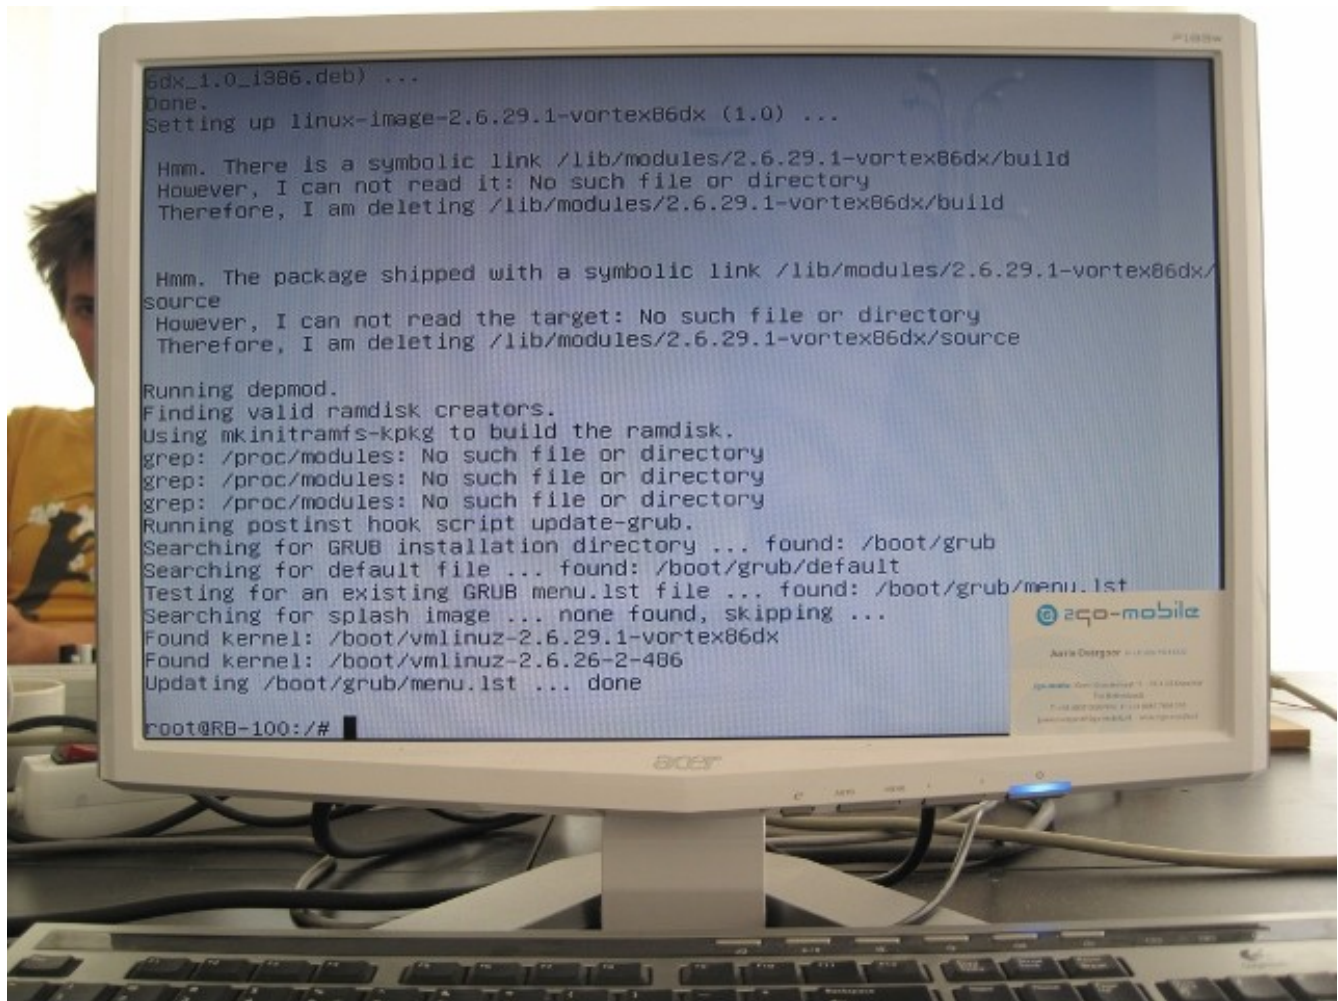 6dx_1.0_i386.deb) ...
Done.
Setting up linux-image-2.6.29.1-vortex86dx (1.0) ...
Hmm. There is a symbolic link /lib/modules/2.6.29.1-vortex86dx/build
However, I can not read it: No such file or directory
Therefore, I am deleting /lib/modules/2.6.29.1-vortex86dx/build
Hmm. The package shipped with a symbolic link /lib/modules/2.6.29.1-vortex86dx/
source
However, I can not read the target: No such file or directory
Therefore, I am deleting /lib/modules/2.6.29.1-vortex86dx/source
Running depmod.
Finding valid ramdisk creators.
Using mkinitramfs-kpkg to build the ramdisk.
grep: /proc/modules: No such file or directory
grep: /proc/modules: No such file or directory
grep: /proc/modules: No such file or directory
Running postinst hook script update-grub.
Searching for GRUB installation directory ... found: /boot/grub
Searching for default file ... found: /boot/grub/default
Testing for an existing GRUB menu.lst file ... found: /boot/grub/menu.lst
Searching for splash image ... none found, skipping ...
Found kernel: /boot/vmlinuz-2.6.29.1-vortex86dx
Found kernel: /boot/vmlinuz-2.6.26-2-486
Updating /boot/grub/menu.lst ... done
root@RB-100:/#
2go-mobile
acer